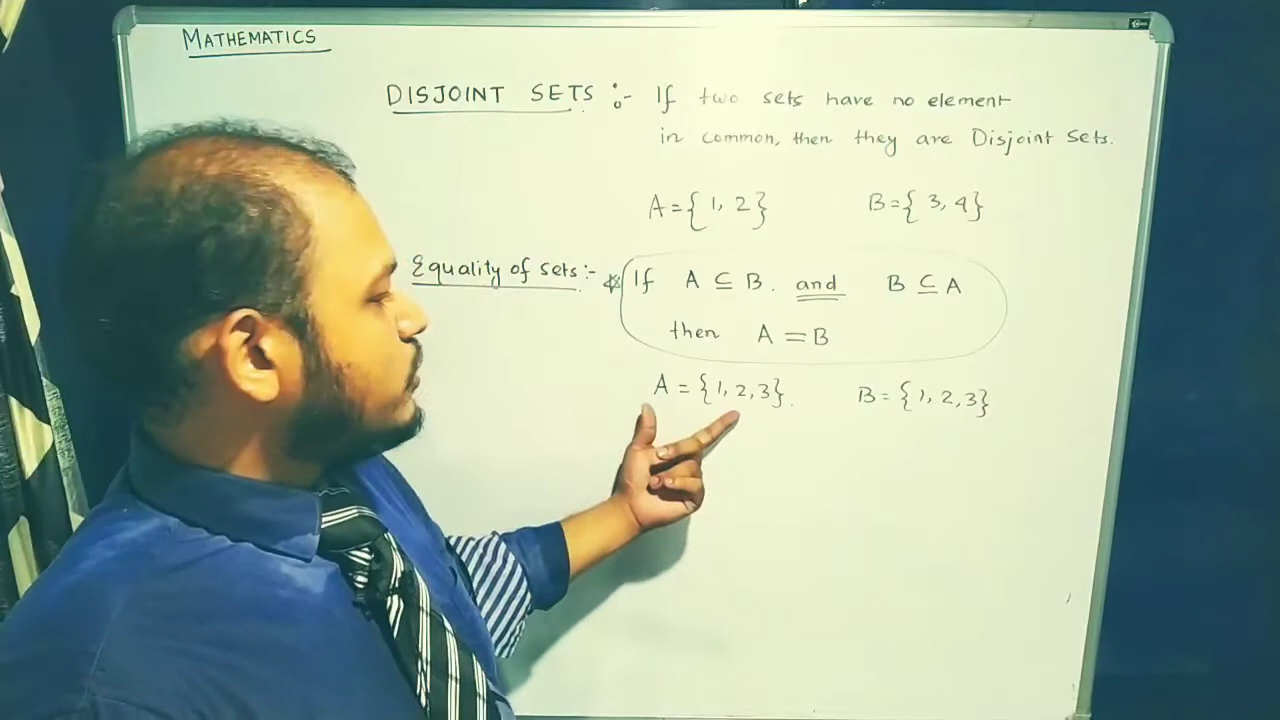 MATHEMATICS
DISJOINT SETS :- If two sets have no element
in common, then they are Disjoint Sets.
A = { 1, 2 } B = { 3, 4 }
Equality of sets :- * If A ⊆ B. and B ⊆ A
then A = B
A = { 1, 2, 3 }. B = { 1, 2, 3 }